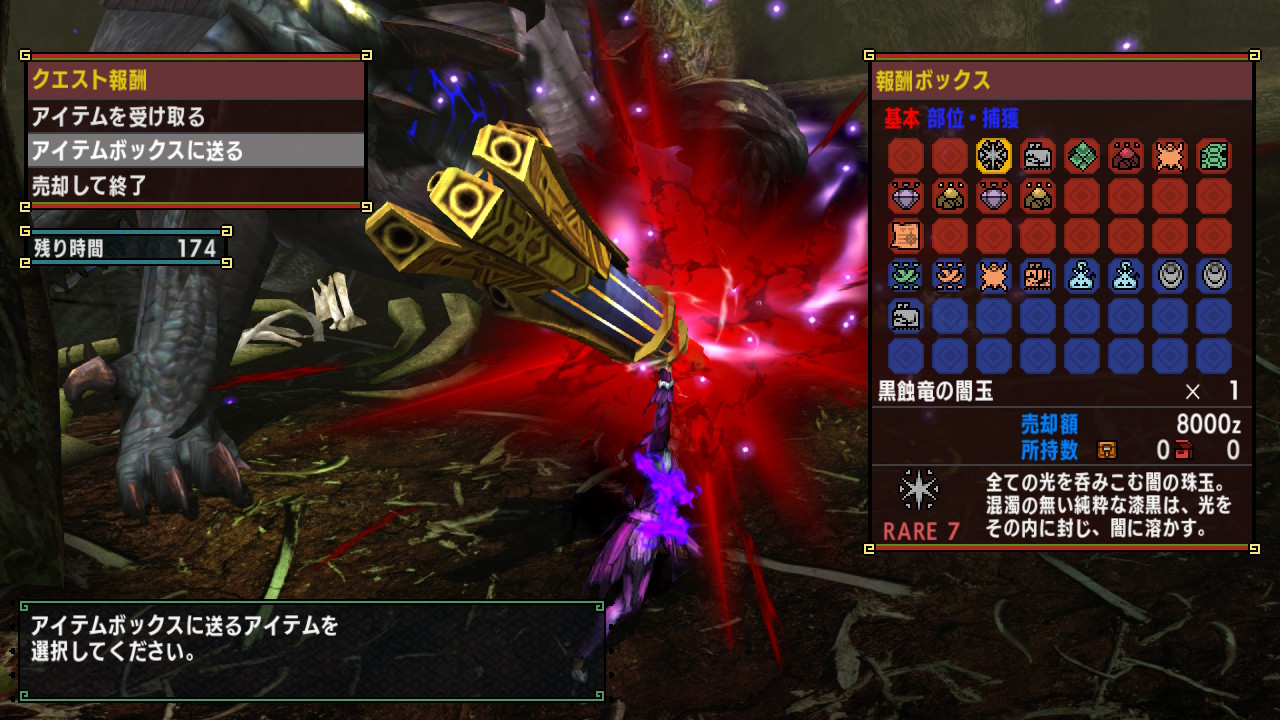 クエスト報酬
アイテムを受け取る
アイテムボックスに送る
売却して終了
残り時間 174
報酬ボックス
基本 部位・捕獲
黒蝕竜の闇玉 × 1
売却額 8000z
所持数 0 0
全ての光を呑みこむ闇の珠玉。
混濁の無い純粋な漆黒は、光を
その内に封じ、闇に溶かす。
RARE 7
アイテムボックスに送るアイテムを
選択してください。